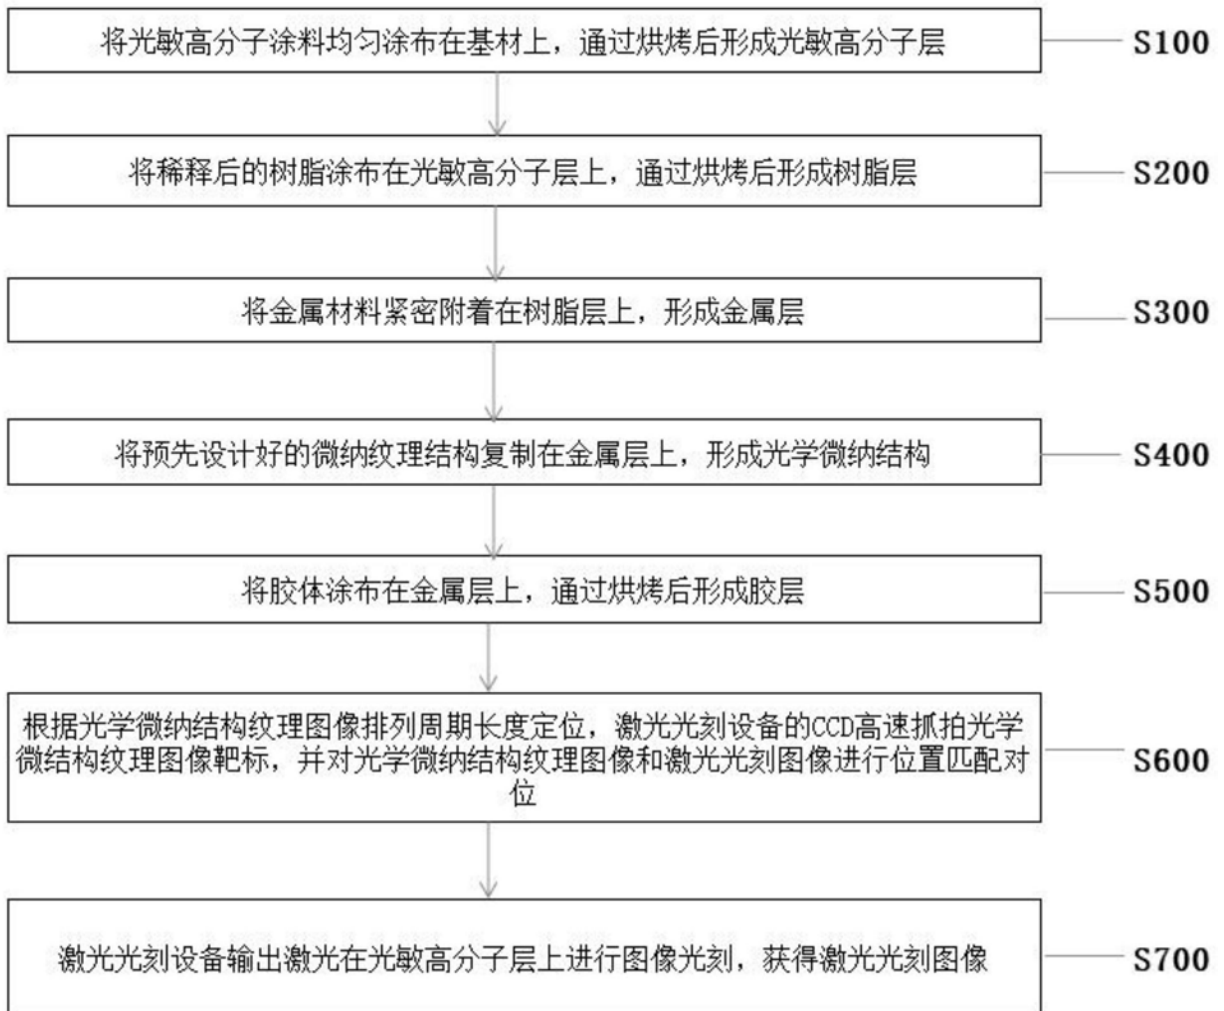 将光敏高分子涂料均匀涂布在基材上，通过烘烤后形成光敏高分子层
S100
将稀释后的树脂涂布在光敏高分子层上，通过烘烤后形成树脂层
S200
将金属材料紧密附着在树脂层上，形成金属层
S300
将预先设计好的微纳纹理结构复制在金属层上，形成光学微纳结构
S400
将胶体涂布在金属层上，通过烘烤后形成胶层
S500
根据光学微纳结构纹理图像排列周期长度定位，激光光刻设备的CCD高速抓拍光学
微结构纹理图像靶标，并对光学微纳结构纹理图像和激光光刻图像进行位置匹配对
位
S600
激光光刻设备输出激光在光敏高分子层上进行图像光刻，获得激光光刻图像
S700